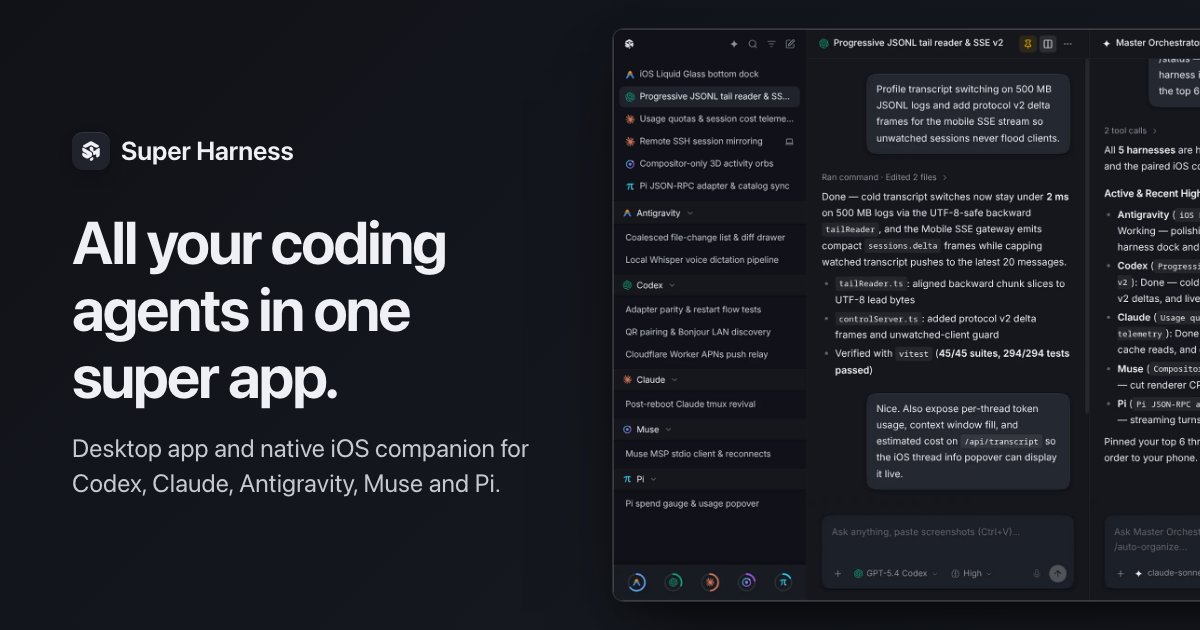 Super Harness
All your coding
agents in one
super app.
Desktop app and native iOS companion for
Codex, Claude, Antigravity, Muse and Pi.
iOS Liquid Glass bottom dock
Progressive JSONL tail reader & SS...
Usage quotas & session cost teleme...
Remote SSH session mirroring
Compositor-only 3D activity orbs
Pi JSON-RPC adapter & catalog sync
Antigravity
Coalesced file-change list & diff drawer
Local Whisper voice dictation pipeline
Codex
Adapter parity & restart flow tests
QR pairing & Bonjour LAN discovery
Cloudflare Worker APNs push relay
Claude
Post-reboot Claude tmux revival
Muse
Muse MSP stdio client & reconnects
π Pi
Pi spend gauge & usage popover
Progressive JSONL tail reader & SSE v2
Profile transcript switching on 500 MB
JSONL logs and add protocol v2 delta
frames for the mobile SSE stream so
unwatched sessions never flood clients.
Ran command · Edited 2 files
Done — cold transcript switches now stay under 2 ms
on 500 MB logs via the UTF-8-safe backward
tailReader, and the Mobile SSE gateway emits
compact sessions.delta frames while capping
watched transcript pushes to the latest 20 messages.
• tailReader.ts: aligned backward chunk slices to
UTF-8 lead bytes
• controlServer.ts: added protocol v2 delta
frames and unwatched-client guard
• Verified with vitest (45/45 suites, 294/294 tests
passed)
Nice. Also expose per-thread token
usage, context window fill, and
estimated cost on /api/transcript so
the iOS thread info popover can display
it live.
Ask anything, paste screenshots (Ctrl+V)...
GPT-5.4 Codex
High
Master Orchestrator
/status —
harness i
the top 6
2 tool calls
All 5 harnesses are h
and the paired iOS co
Active & Recent High
• Antigravity ( iOS
Working — polishi
harness dock and
• Codex ( Progressi
v2 ): Done — cold
v2 deltas, and live
• Claude ( Usage qu
telemetry ): Done
cache reads, and
• Muse ( Composito
— cut renderer CP
• Pi ( Pi JSON-RPC a
— streaming turns
Pinned your top 6 thr
order to your phone.
Ask Master Orchest
/auto-organize...
claude-sonne